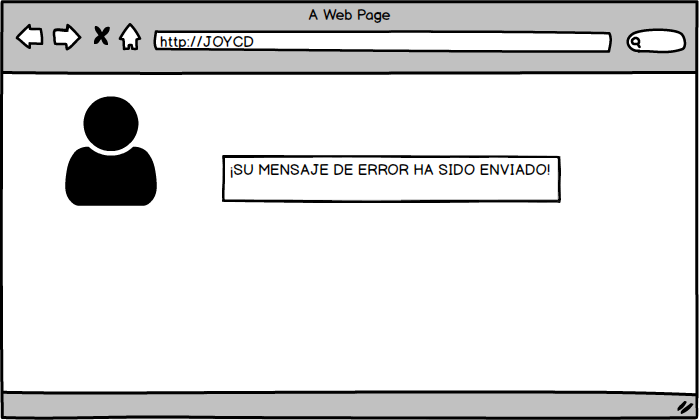 A Web Page
http://JOYCD
¡SU MENSAJE DE ERROR HA SIDO ENVIADO!